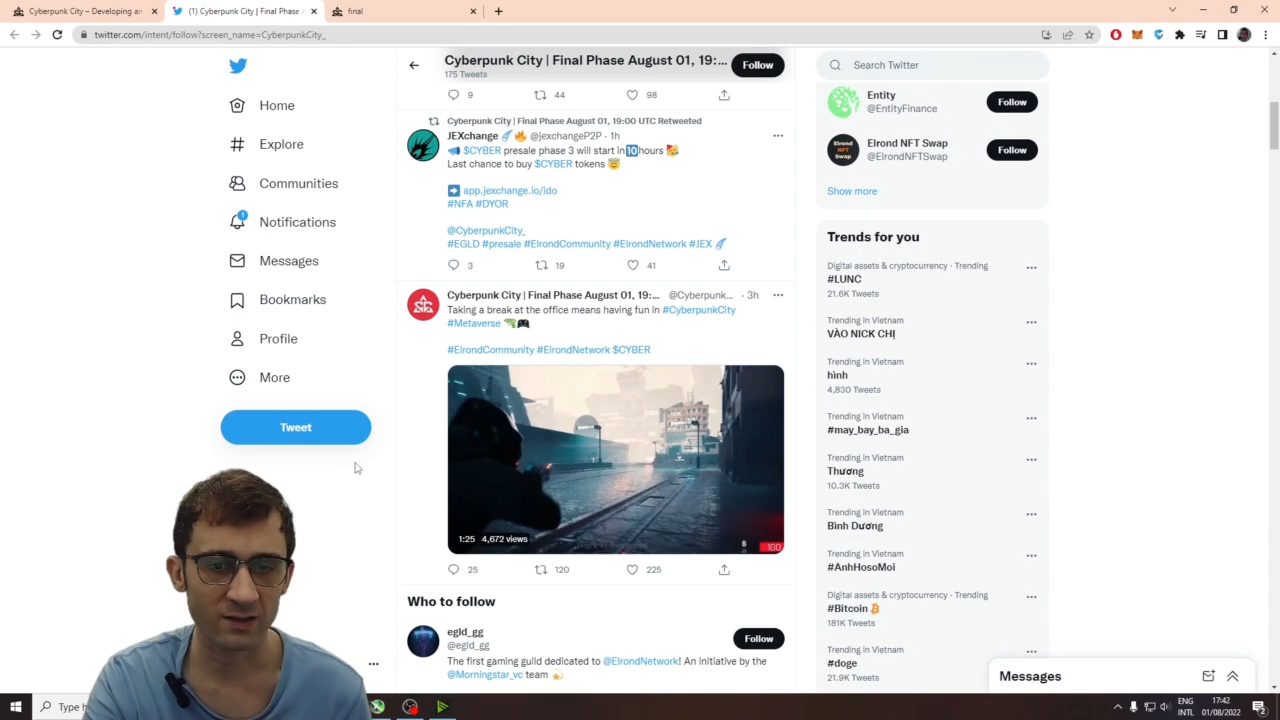 Cyberpunk City – Developing an
(1) Cyberpunk City | Final Phase A
final
twitter.com/intent/follow?screen_name=CyberpunkCity_
Home
Explore
Communities
1
Notifications
Messages
Bookmarks
Profile
More
Tweet
Cyberpunk City | Final Phase August 01, 19:...
175 Tweets
Follow
9 44 98
Cyberpunk City | Final Phase August 01, 19:00 UTC Retweeted
JEXchange @jexchangeP2P · 1h
$CYBER presale phase 3 will start in 10 hours
Last chance to buy $CYBER tokens
app.jexchange.io/ido
#NFA #DYOR
@CyberpunkCity_
#EGLD #presale #ElrondCommunity #ElrondNetwork #JEX
3 19 41
Cyberpunk City | Final Phase August 01, 19:... @Cyberpunk... · 3h
Taking a break at the office means having fun in #CyberpunkCity
#Metaverse
#ElrondCommunity #ElrondNetwork $CYBER
1:25 4,672 views
B
100
25 120 225
Who to follow
egld_gg
@egld_gg
Follow
The first gaming guild dedicated to @ElrondNetwork! An initiative by the
@Morningstar_vc team
Search Twitter
Entity
@EntityFinance
Follow
Elrond
NFT
Swap
Elrond NFT Swap
@ElrondNFTSwap
Follow
Show more
Trends for you
Digital assets & cryptocurrency · Trending
#LUNC
21.6K Tweets
Trending in Vietnam
VÀO NICK CHỊ
Trending in Vietnam
hình
4,830 Tweets
Trending in Vietnam
#may_bay_ba_gia
Trending in Vietnam
Thương
10.3K Tweets
Trending in Vietnam
Bình Dương
Trending in Vietnam
#AnhHosoMoi
Digital assets & cryptocurrency · Trending
#Bitcoin
181K Tweets
Trending in Vietnam
#doge
21.9K Tweets
Messages
Type h
ENG
INTL
17:42
01/08/2022
2